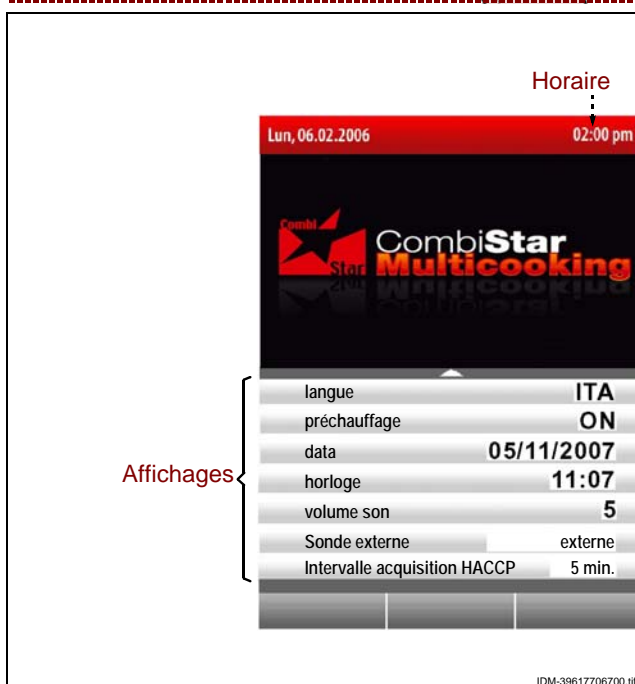 Horaire
Lun, 06.02.2006 02:00 pm
Combi
Star
CombiStar
Multicooking
Affichages
langue ITA
préchauffage ON
data 05/11/2007
horloge 11:07
volume son 5
Sonde externe externe
Intervalle acquisition HACCP 5 min.
IDM-39617706700.tif